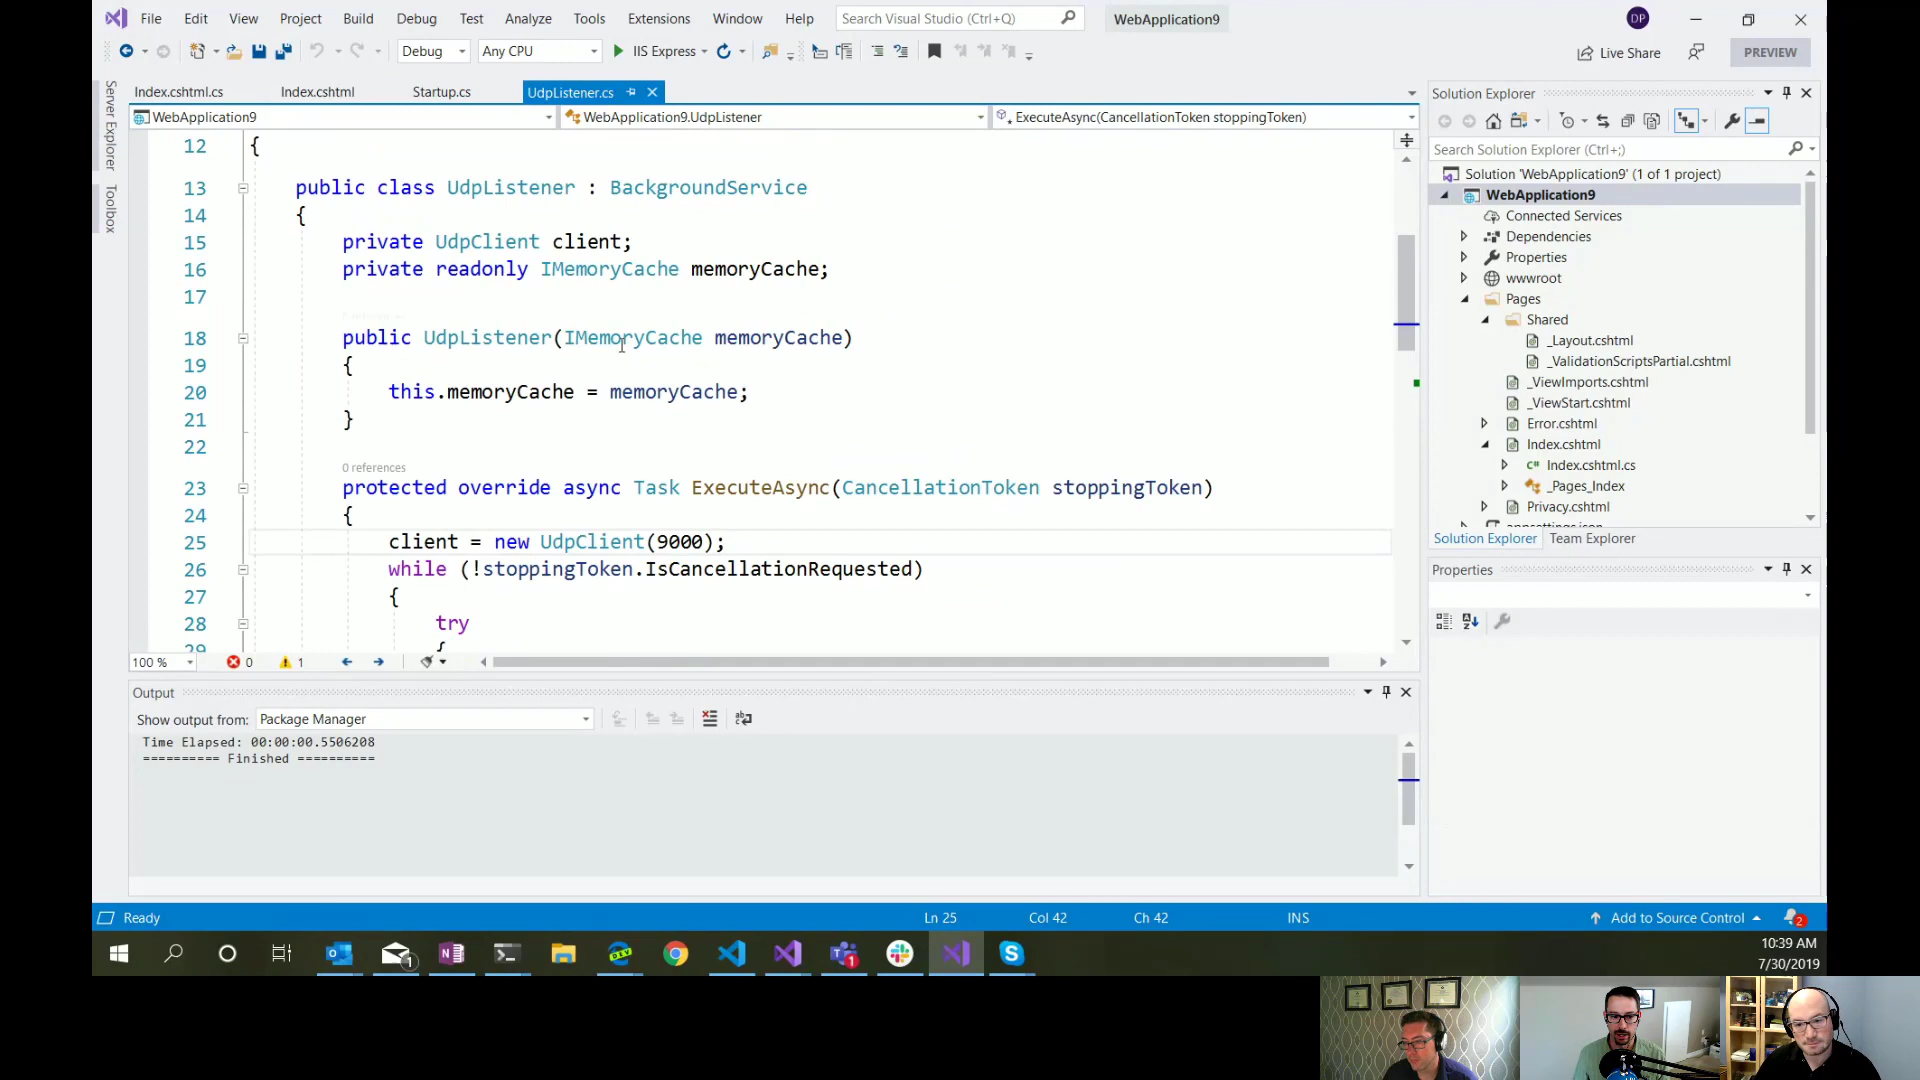 File Edit View Project Build Debug Test Analyze Tools Extensions Window Help Search Visual Studio (Ctrl+Q) WebApplication9 DP
Debug Any CPU IIS Express Live Share PREVIEW
Index.cshtml.cs Index.cshtml Startup.cs UdpListener.cs
WebApplication9 WebApplication9.UdpListener ExecuteAsync(CancellationToken stoppingToken)
Server Explorer
Toolbox
12 {
13 public class UdpListener : BackgroundService
14 {
15 private UdpClient client;
16 private readonly IMemoryCache memoryCache;
17
18 public UdpListener(IMemoryCache memoryCache)
19 {
20 this.memoryCache = memoryCache;
21 }
22
0 references
23 protected override async Task ExecuteAsync(CancellationToken stoppingToken)
24 {
25 client = new UdpClient(9000);
26 while (!stoppingToken.IsCancellationRequested)
27 {
28 try
29 {
100 % 0 1
Output
Show output from: Package Manager
Time Elapsed: 00:00:00.5506208
========== Finished ==========
Solution Explorer
Search Solution Explorer (Ctrl+;)
Solution 'WebApplication9' (1 of 1 project)
WebApplication9
Connected Services
Dependencies
Properties
wwwroot
Pages
Shared
_Layout.cshtml
_ValidationScriptsPartial.cshtml
_ViewImports.cshtml
_ViewStart.cshtml
Error.cshtml
Index.cshtml
C# Index.cshtml.cs
_Pages_Index
Privacy.cshtml
appsettings.json
Solution Explorer Team Explorer
Properties
Ready Ln 25 Col 42 Ch 42 INS Add to Source Control 2
10:39 AM
7/30/2019